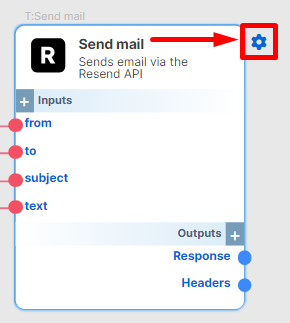 T:Send mail
R
Send mail
Sends email via the
Resend API
+ Inputs
from
to
subject
text
Outputs +
Response
Headers